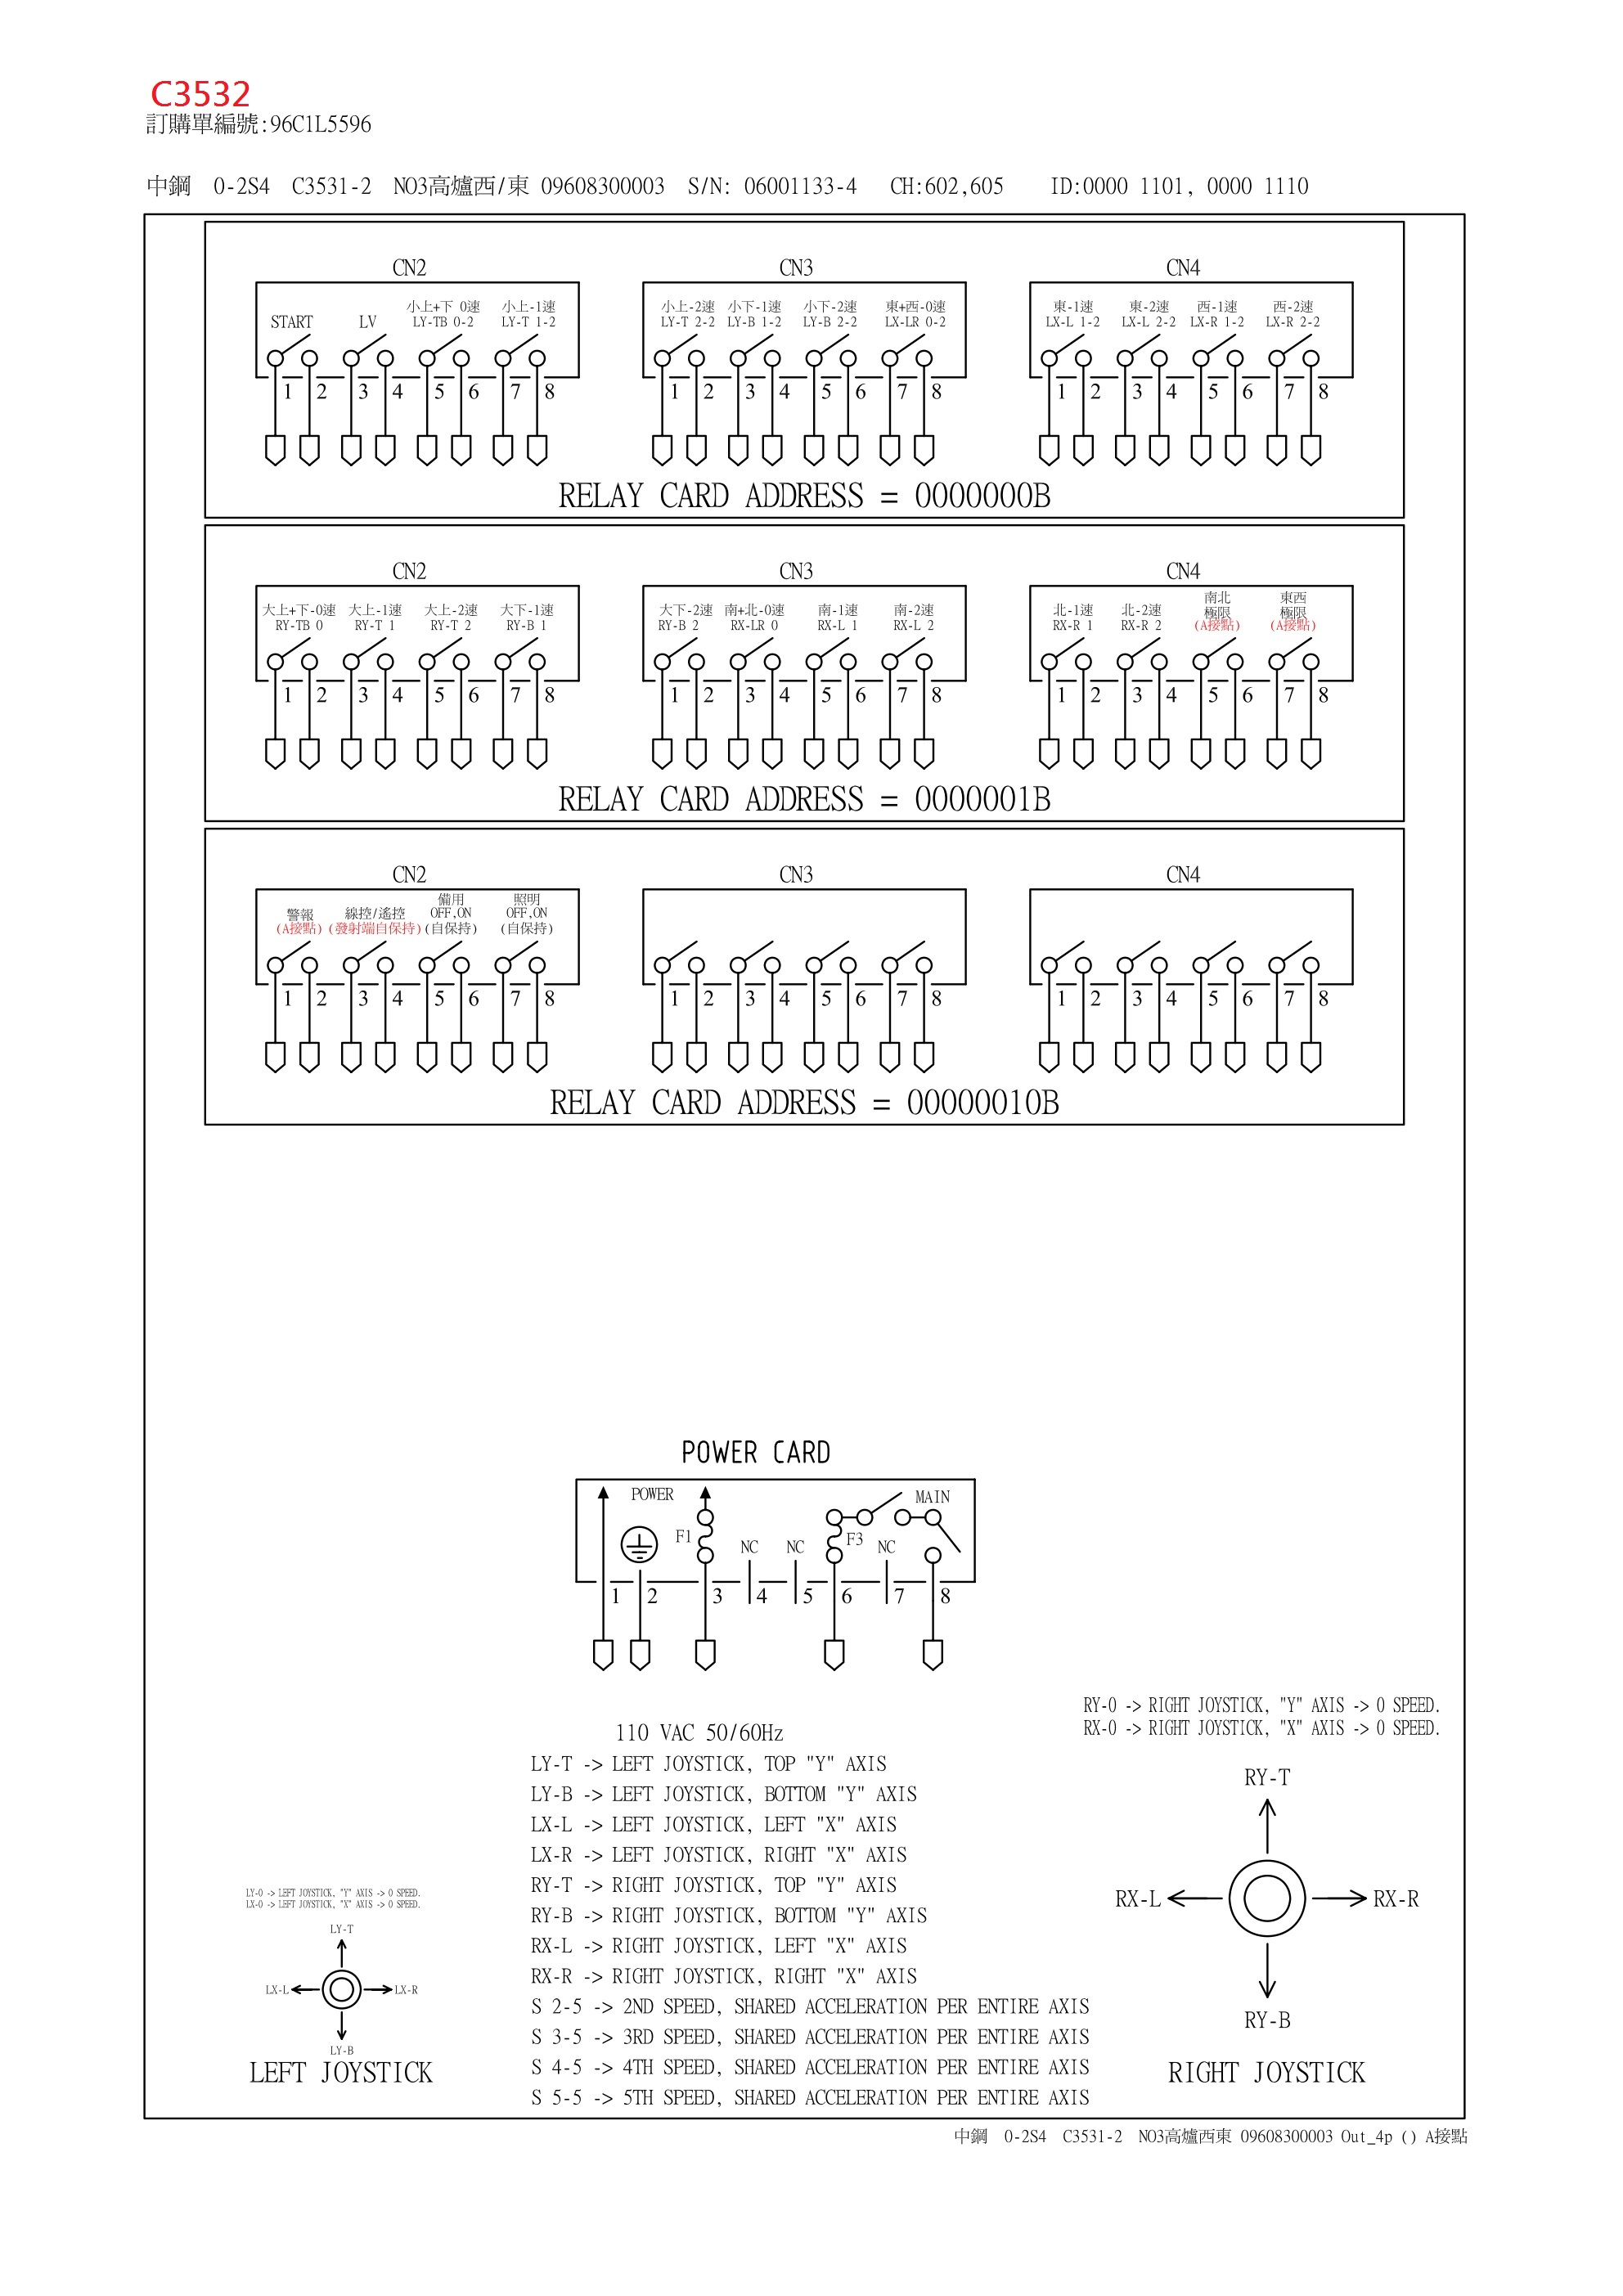 C3532
訂購單編號:96C1L5596
中鋼 0-2S4 C3531-2 NO3高爐西/東 09608300003 S/N: 06001133-4 CH:602,605 ID:0000 1101, 0000 1110
CN2 CN3 CN4
小上+下 0速 小上-1速 小上-2速 小下-1速 小下-2速 東+西-0速 東-1速 東-2速 西-1速 西-2速
START LV LY-TB 0-2 LY-T 1-2 LY-T 2-2 LY-B 1-2 LY-B 2-2 LX-LR 0-2 LX-L 1-2 LX-L 2-2 LX-R 1-2 LX-R 2-2
1 2 3 4 5 6 7 8 1 2 3 4 5 6 7 8 1 2 3 4 5 6 7 8
RELAY CARD ADDRESS = 0000000B
CN2 CN3 CN4
南北 東西
大上+下-0速 大上-1速 大上-2速 大下-1速 大下-2速 南+北-0速 南-1速 南-2速 北-1速 北-2速 極限 極限
RY-TB 0 RY-T 1 RY-T 2 RY-B 1 RY-B 2 RX-LR 0 RX-L 1 RX-L 2 RX-R 1 RX-R 2 (A接點) (A接點)
1 2 3 4 5 6 7 8 1 2 3 4 5 6 7 8 1 2 3 4 5 6 7 8
RELAY CARD ADDRESS = 0000001B
CN2 CN3 CN4
備用 照明
警報 線控/遙控 OFF,ON OFF,ON
(A接點) (發射端自保持) (自保持) (自保持)
1 2 3 4 5 6 7 8 1 2 3 4 5 6 7 8 1 2 3 4 5 6 7 8
RELAY CARD ADDRESS = 00000010B
POWER CARD
POWER MAIN
F1 F3
NC NC NC
1 2 3 4 5 6 7 8
110 VAC 50/60Hz
LY-T -> LEFT JOYSTICK, TOP "Y" AXIS
LY-B -> LEFT JOYSTICK, BOTTOM "Y" AXIS
LX-L -> LEFT JOYSTICK, LEFT "X" AXIS
LX-R -> LEFT JOYSTICK, RIGHT "X" AXIS
RY-T -> RIGHT JOYSTICK, TOP "Y" AXIS
RY-B -> RIGHT JOYSTICK, BOTTOM "Y" AXIS
RX-L -> RIGHT JOYSTICK, LEFT "X" AXIS
RX-R -> RIGHT JOYSTICK, RIGHT "X" AXIS
S 2-5 -> 2ND SPEED, SHARED ACCELERATION PER ENTIRE AXIS
S 3-5 -> 3RD SPEED, SHARED ACCELERATION PER ENTIRE AXIS
S 4-5 -> 4TH SPEED, SHARED ACCELERATION PER ENTIRE AXIS
S 5-5 -> 5TH SPEED, SHARED ACCELERATION PER ENTIRE AXIS
LY-0 -> LEFT JOYSTICK, "Y" AXIS -> 0 SPEED.
LX-0 -> LEFT JOYSTICK, "X" AXIS -> 0 SPEED.
LY-T
LX-L LX-R
LY-B
LEFT JOYSTICK
RY-0 -> RIGHT JOYSTICK, "Y" AXIS -> 0 SPEED.
RX-0 -> RIGHT JOYSTICK, "X" AXIS -> 0 SPEED.
RY-T
RX-L RX-R
RY-B
RIGHT JOYSTICK
中鋼 0-2S4 C3531-2 NO3高爐西東 09608300003 Out_4p () A接點